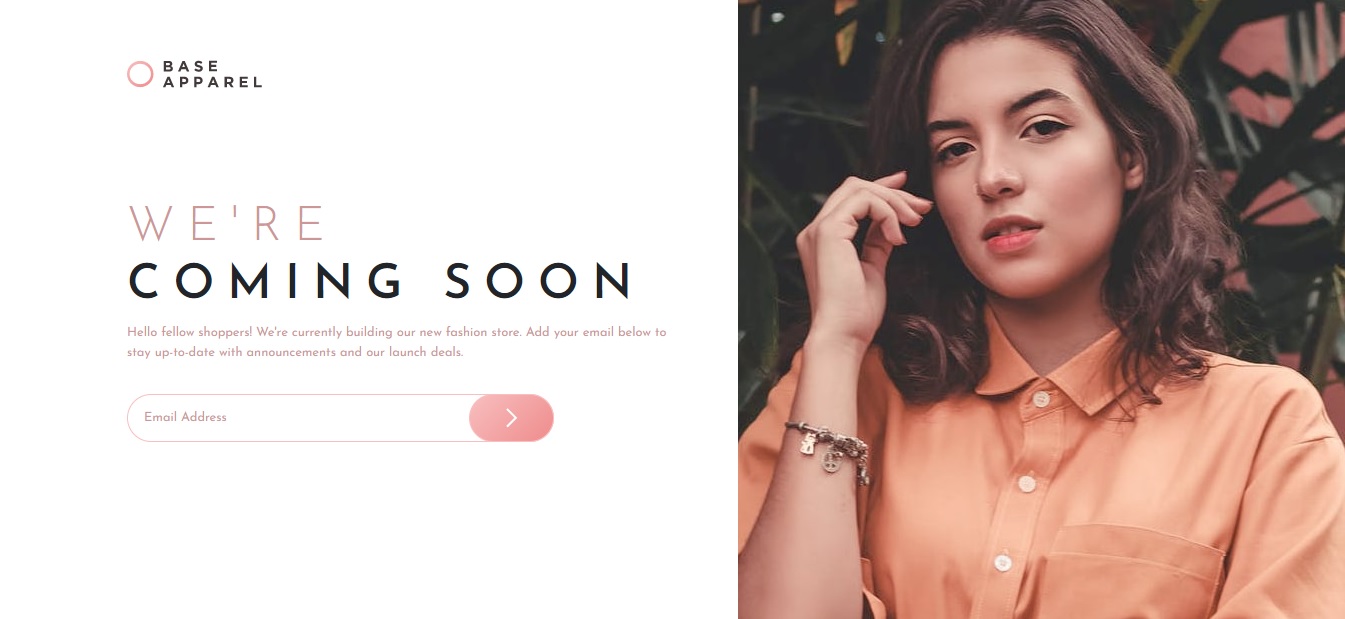 BASE
APPAREL
WE'RE
COMING SOON
Hello fellow shoppers! We're currently building our new fashion store. Add your email below to
stay up-to-date with announcements and our launch deals.
Email Address